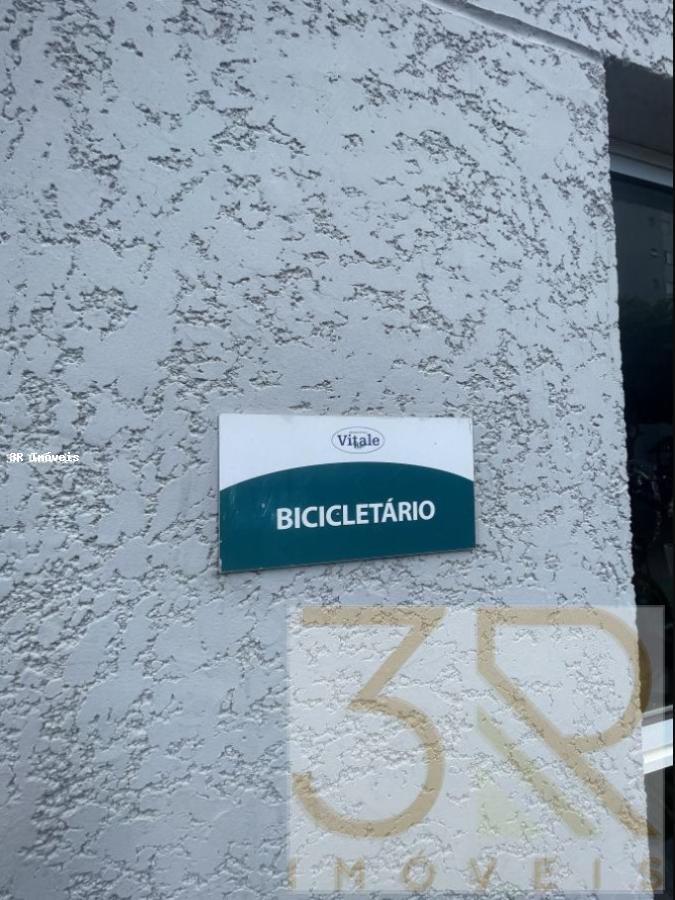 Vitale
BICICLETÁRIO
3R Imóveis
3R
IMÓVEIS